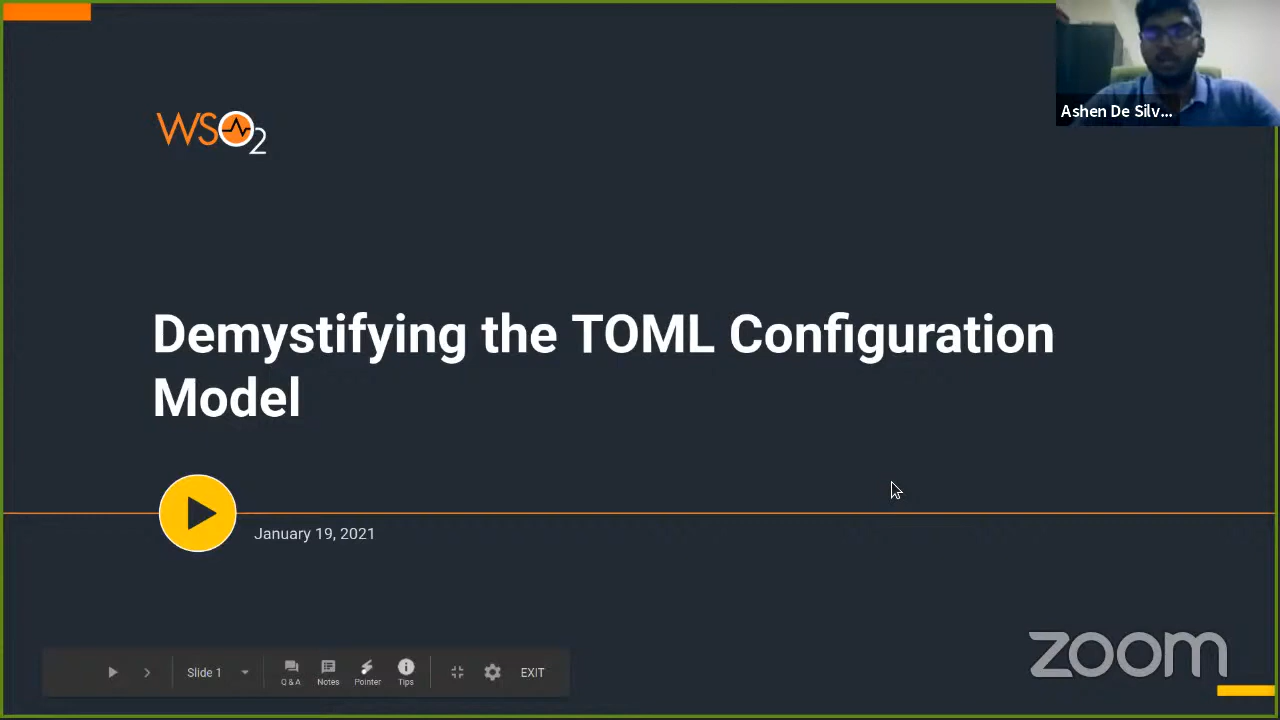 Ashen De Silv...
WSO2
Demystifying the TOML Configuration
Model
January 19, 2021
Slide 1
Q & A
Notes
Pointer
Tips
EXIT
zoom